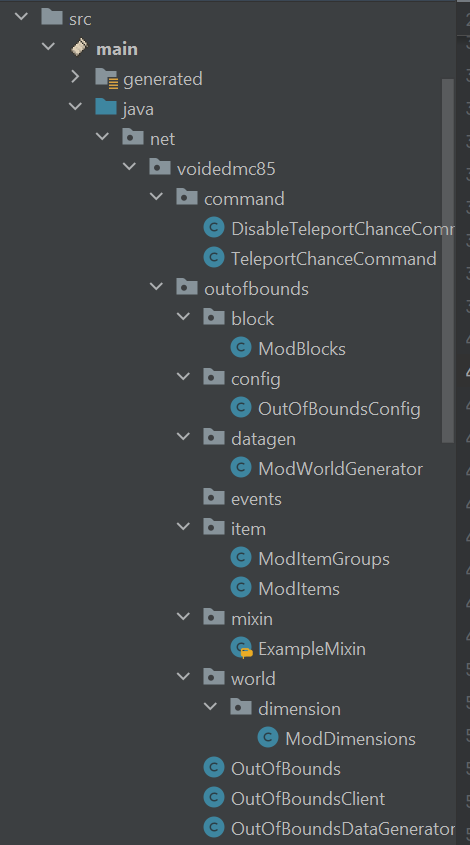 src
main
generated
java
net
voidedmc85
command
DisableTeleportChanceComm
TeleportChanceCommand
outofbounds
block
ModBlocks
config
OutOfBoundsConfig
datagen
ModWorldGenerator
events
item
ModItemGroups
ModItems
mixin
ExampleMixin
world
dimension
ModDimensions
OutOfBounds
OutOfBoundsClient
OutOfBoundsDataGenerator